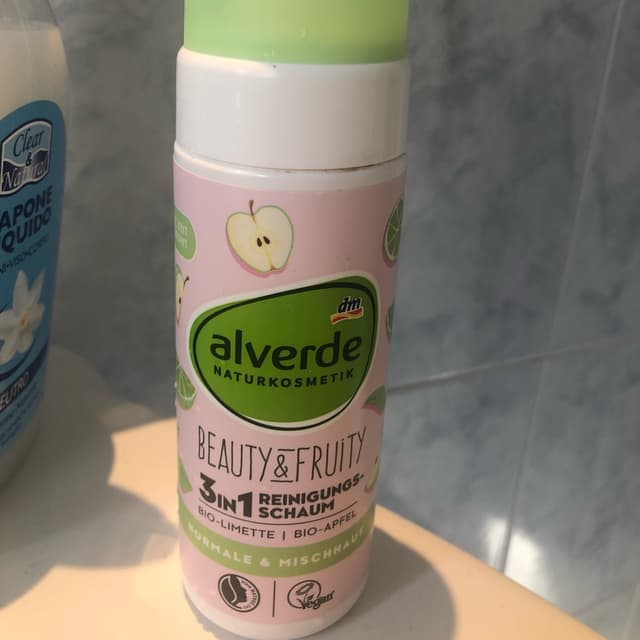 Clear
Natural
APONE
QUIDO
NEUTRO
dm
alverde
NATURKOSMETIK
BEAUTY & FRUITY
3IN1 REINIGUNGS-
SCHAUM
BIO-LIMETTE | BIO-APFEL
NORMALE & MISCHHAUT
Vegan